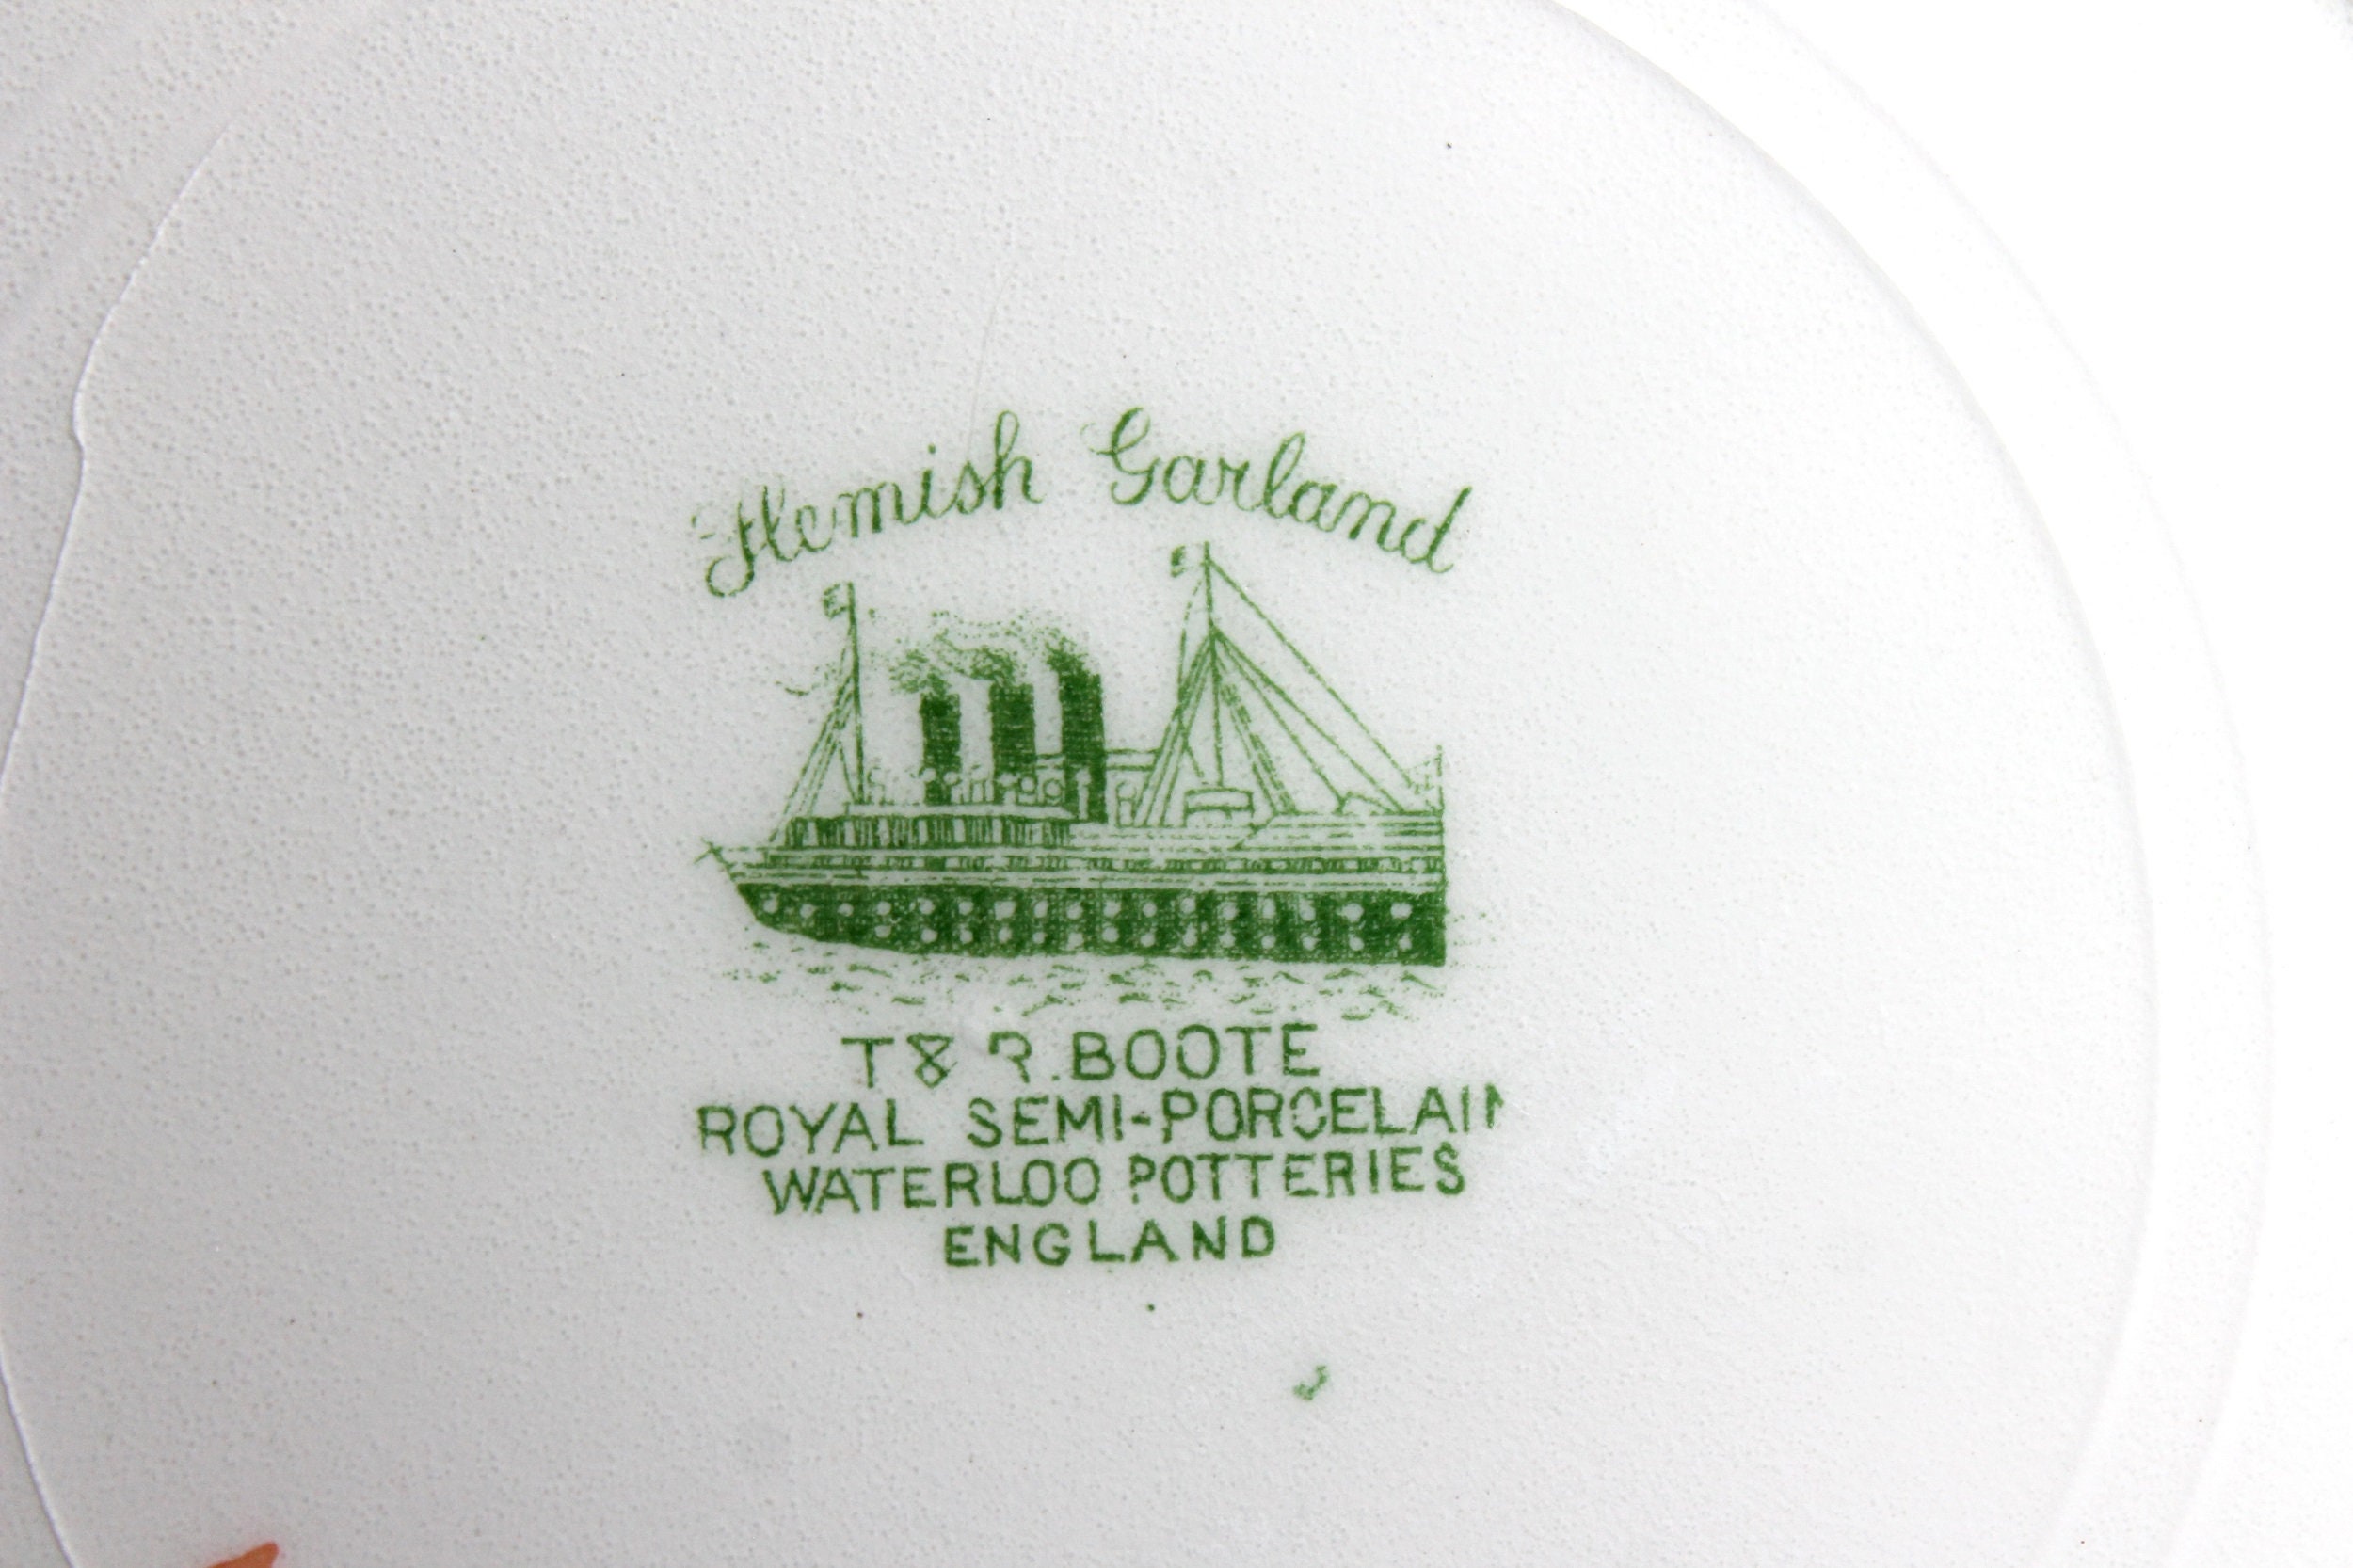 Flemish Garland
T & R. BOOTE
ROYAL SEMI-PORCELAIN
WATERLOO POTTERIES
ENGLAND